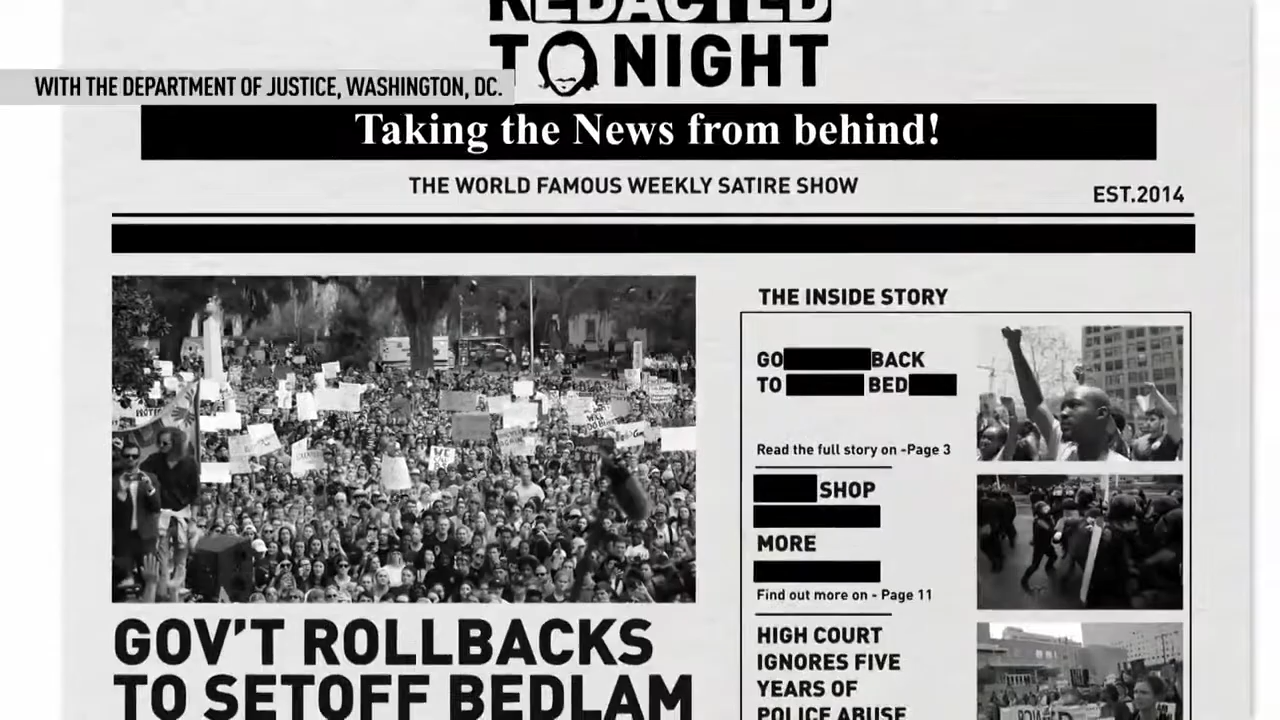 REDACTED
TONIGHT
WITH THE DEPARTMENT OF JUSTICE, WASHINGTON, DC.
Taking the News from behind!
THE WORLD FAMOUS WEEKLY SATIRE SHOW
EST.2014
GOV'T ROLLBACKS
TO SETOFF BEDLAM
THE INSIDE STORY
GO BACK
TO BED
Read the full story on -Page 3
SHOP
MORE
Find out more on - Page 11
HIGH COURT
IGNORES FIVE
YEARS OF
POLICE ABUSE